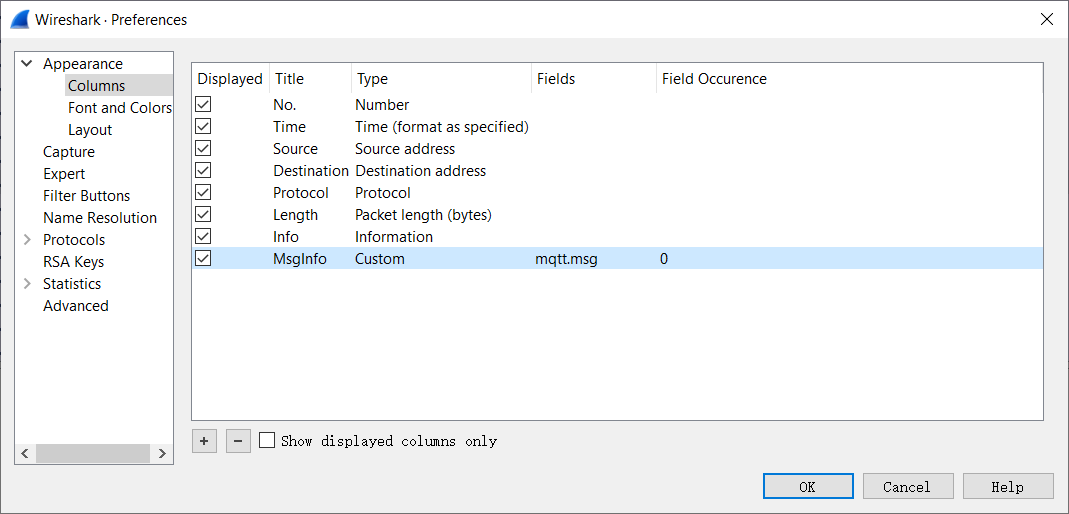 Wireshark · Preferences
Appearance
Columns
Font and Colors
Layout
Capture
Expert
Filter Buttons
Name Resolution
Protocols
RSA Keys
Statistics
Advanced
Displayed Title Type Fields Field Occurence
No. Number
Time Time (format as specified)
Source Source address
Destination Destination address
Protocol Protocol
Length Packet length (bytes)
Info Information
MsgInfo Custom mqtt.msg 0
Show displayed columns only
OK Cancel Help